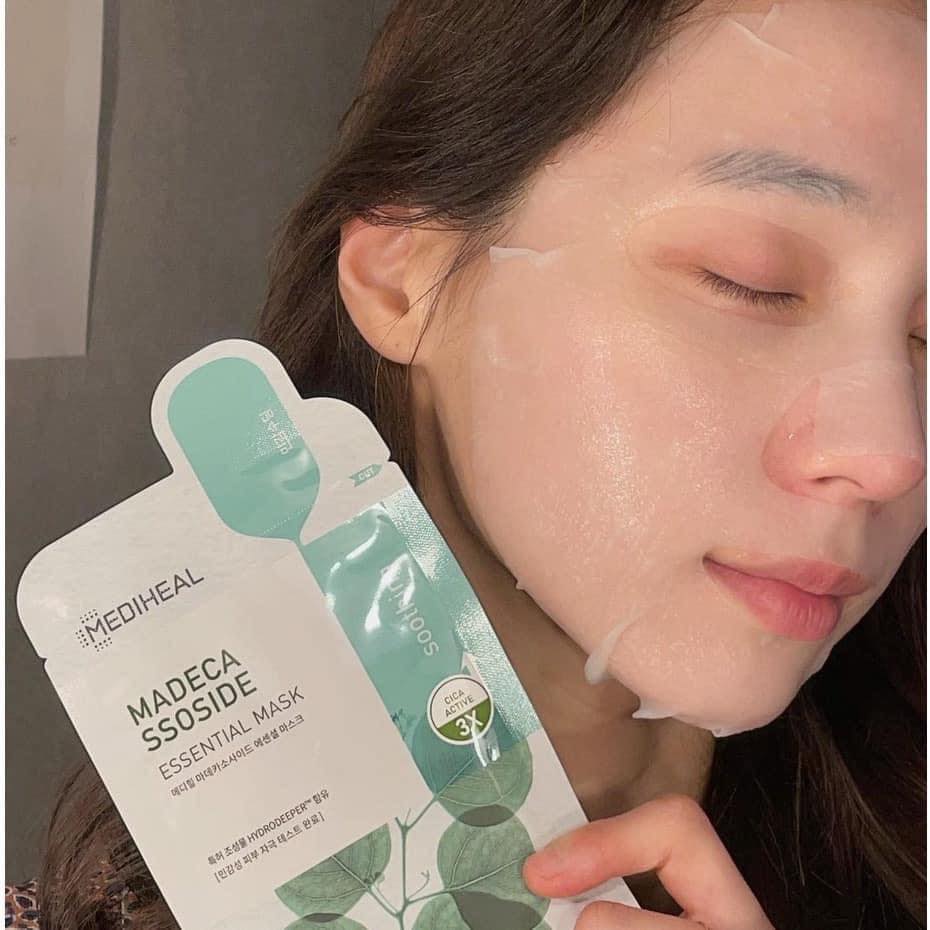 CUT
MEDIHEAL
soothing
MADECA
SSOSIDE
ESSENTIAL MASK
메디힐 마데카소사이드 에센셜 마스크
CICA
ACTIVE
3X
특허 조성물 HYDRODEEPER™ 함유
[민감성 피부 자극 테스트 완료]